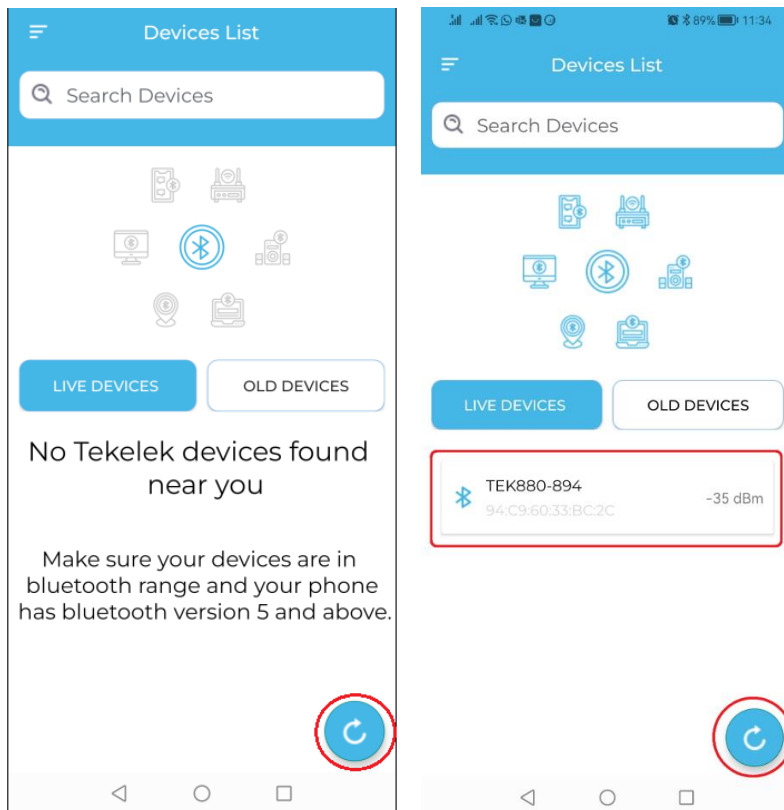 Devices List
Search Devices
LIVE DEVICES
OLD DEVICES
No Tekelek devices found
near you
Make sure your devices are in
bluetooth range and your phone
has bluetooth version 5 and above.
89% 11:34
Devices List
Search Devices
LIVE DEVICES
OLD DEVICES
TEK880-894
94:C9:60:33:BC:2C
-35 dBm